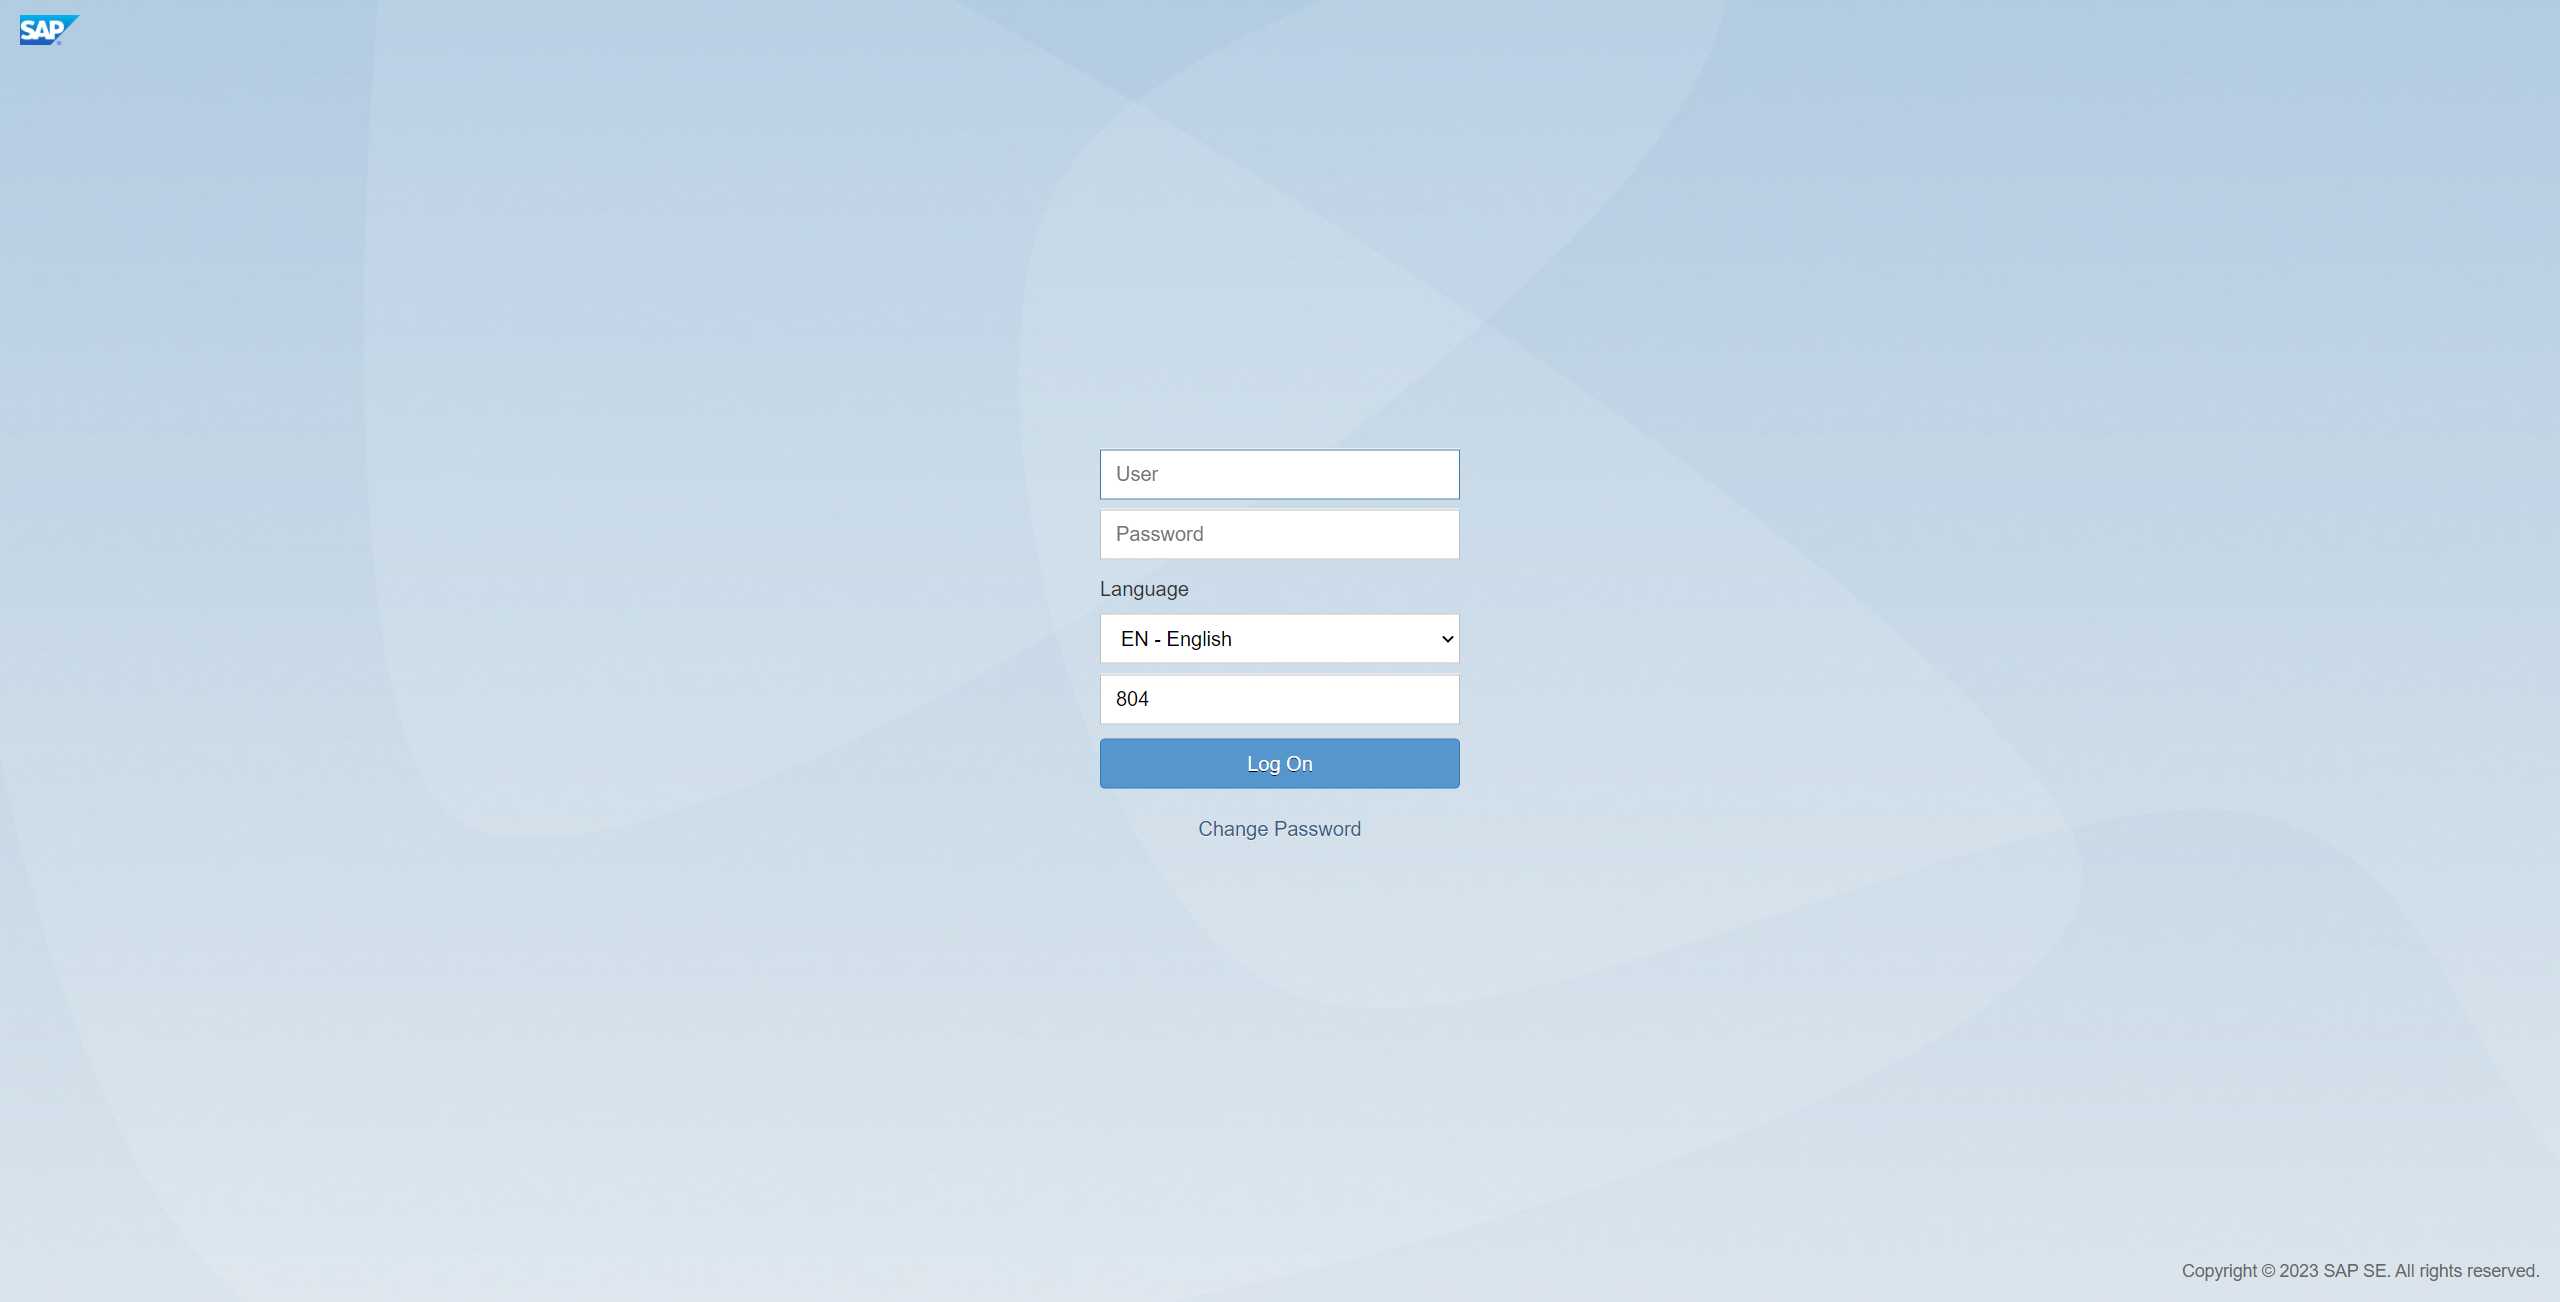 SAP
User
Password
Language
EN - English
804
Log On
Change Password
Copyright © 2023 SAP SE. All rights reserved.